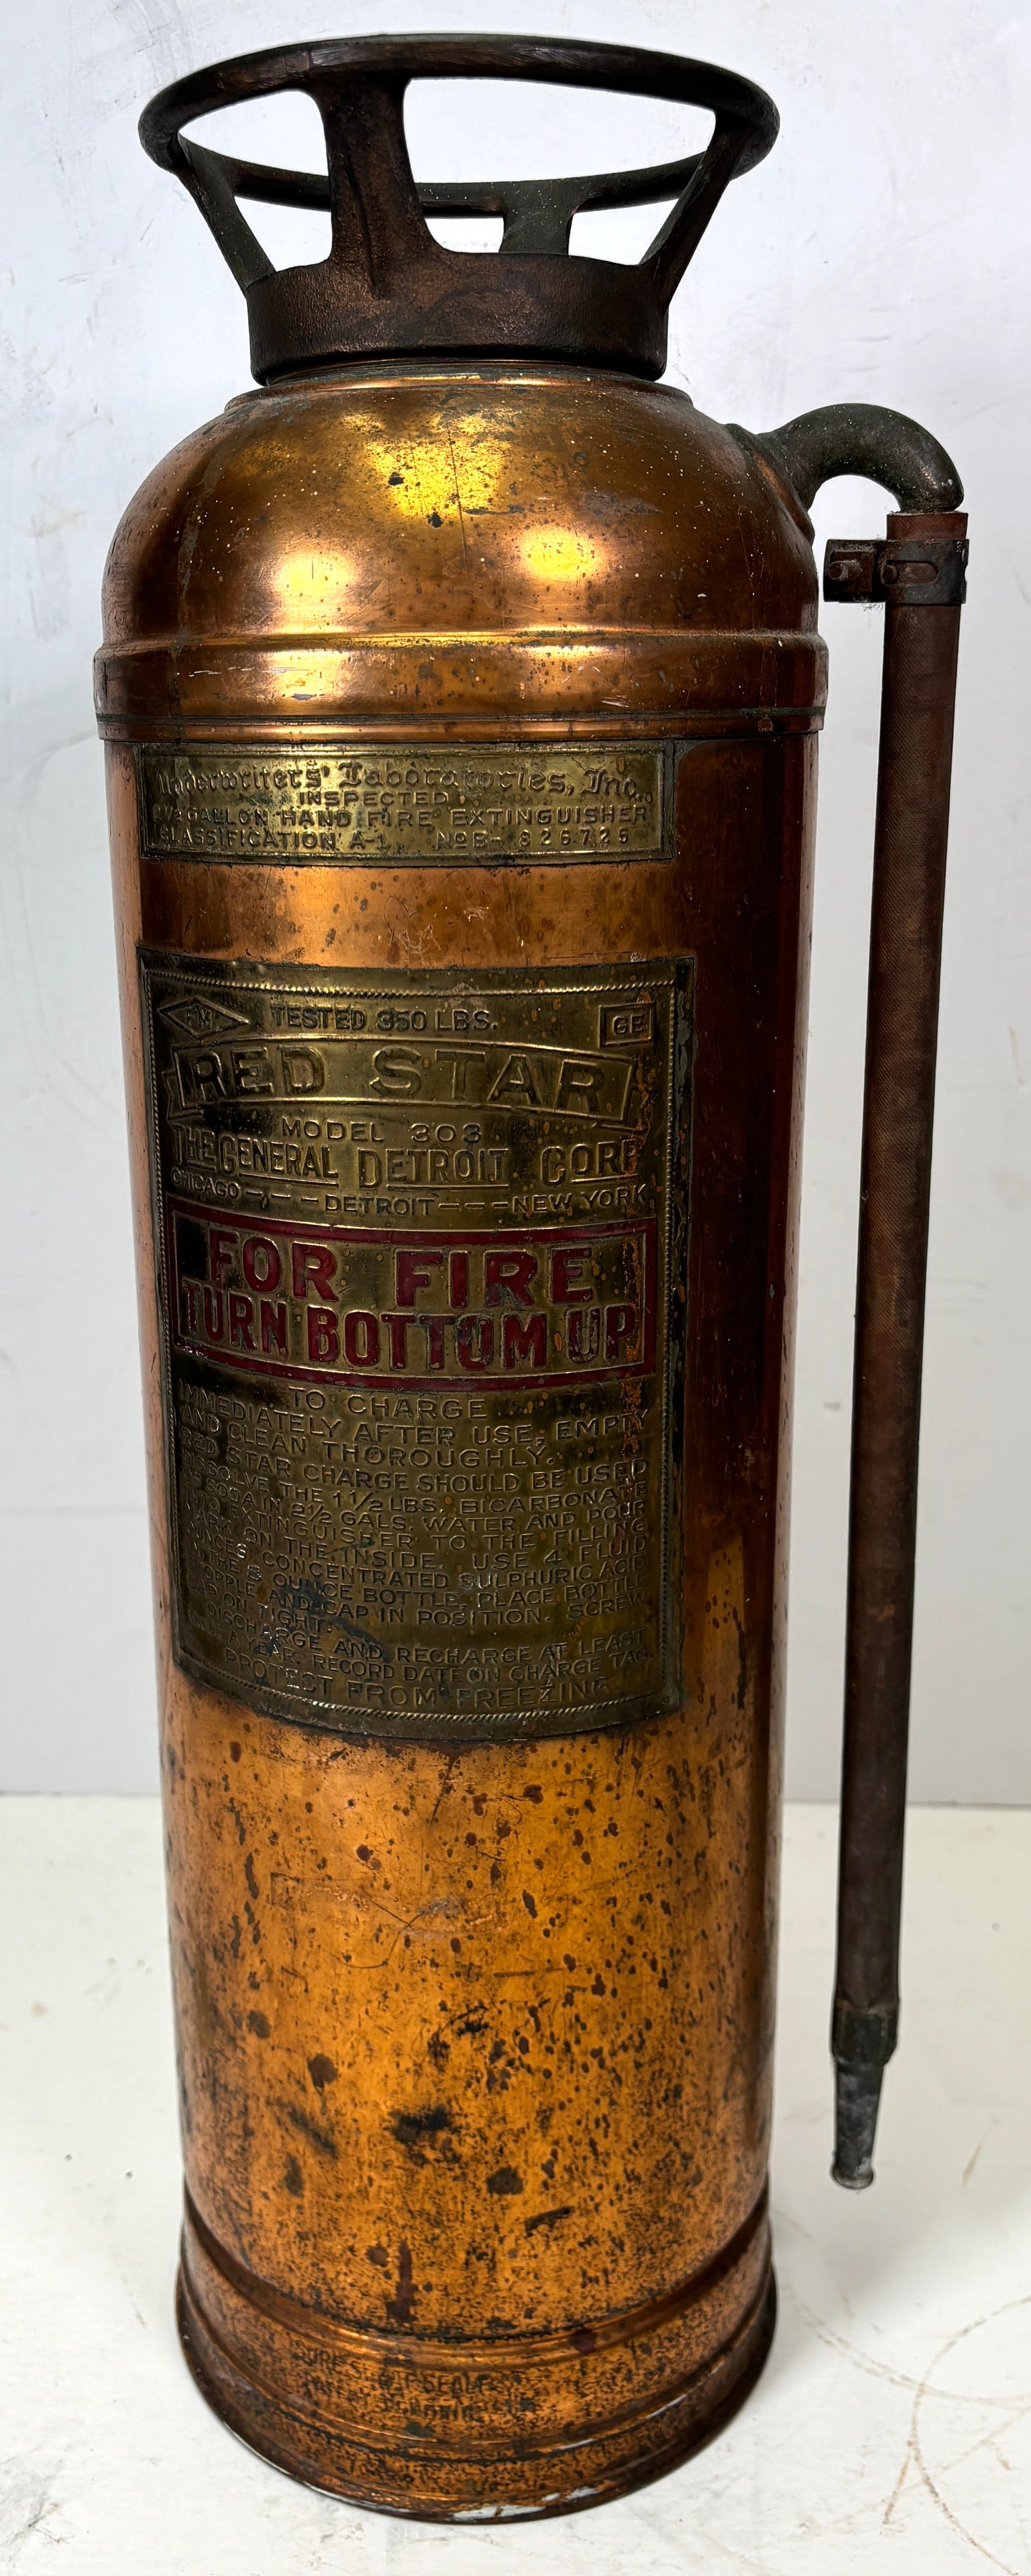 Underwriters' Laboratories, Inc.
INSPECTED
½ GALLON HAND FIRE EXTINGUISHER
CLASSIFICATION A-1 No B- 826725
FM TESTED 350 LBS. GE
RED STAR
MODEL 303
THE GENERAL DETROIT CORP
CHICAGO - - - DETROIT - - - NEW YORK
FOR FIRE
TURN BOTTOM UP
TO CHARGE
IMMEDIATELY AFTER USE, EMPTY
AND CLEAN THOROUGHLY.
RED STAR CHARGE SHOULD BE USED
DISSOLVE THE 1 1/2 LBS. BICARBONATE
OF SODA IN 2 1/2 GALS. WATER AND POUR
INTO EXTINGUISHER TO THE FILLING
MARK ON THE INSIDE. USE 4 FLUID
OUNCES CONCENTRATED SULPHURIC ACID
IN THE 8 OUNCE BOTTLE, PLACE BOTTLE
STOPPLE AND CAP IN POSITION. SCREW
CAP ON TIGHT.
DISCHARGE AND RECHARGE AT LEAST
ONCE A YEAR. RECORD DATE ON CHARGE TAG
PROTECT FROM FREEZING.